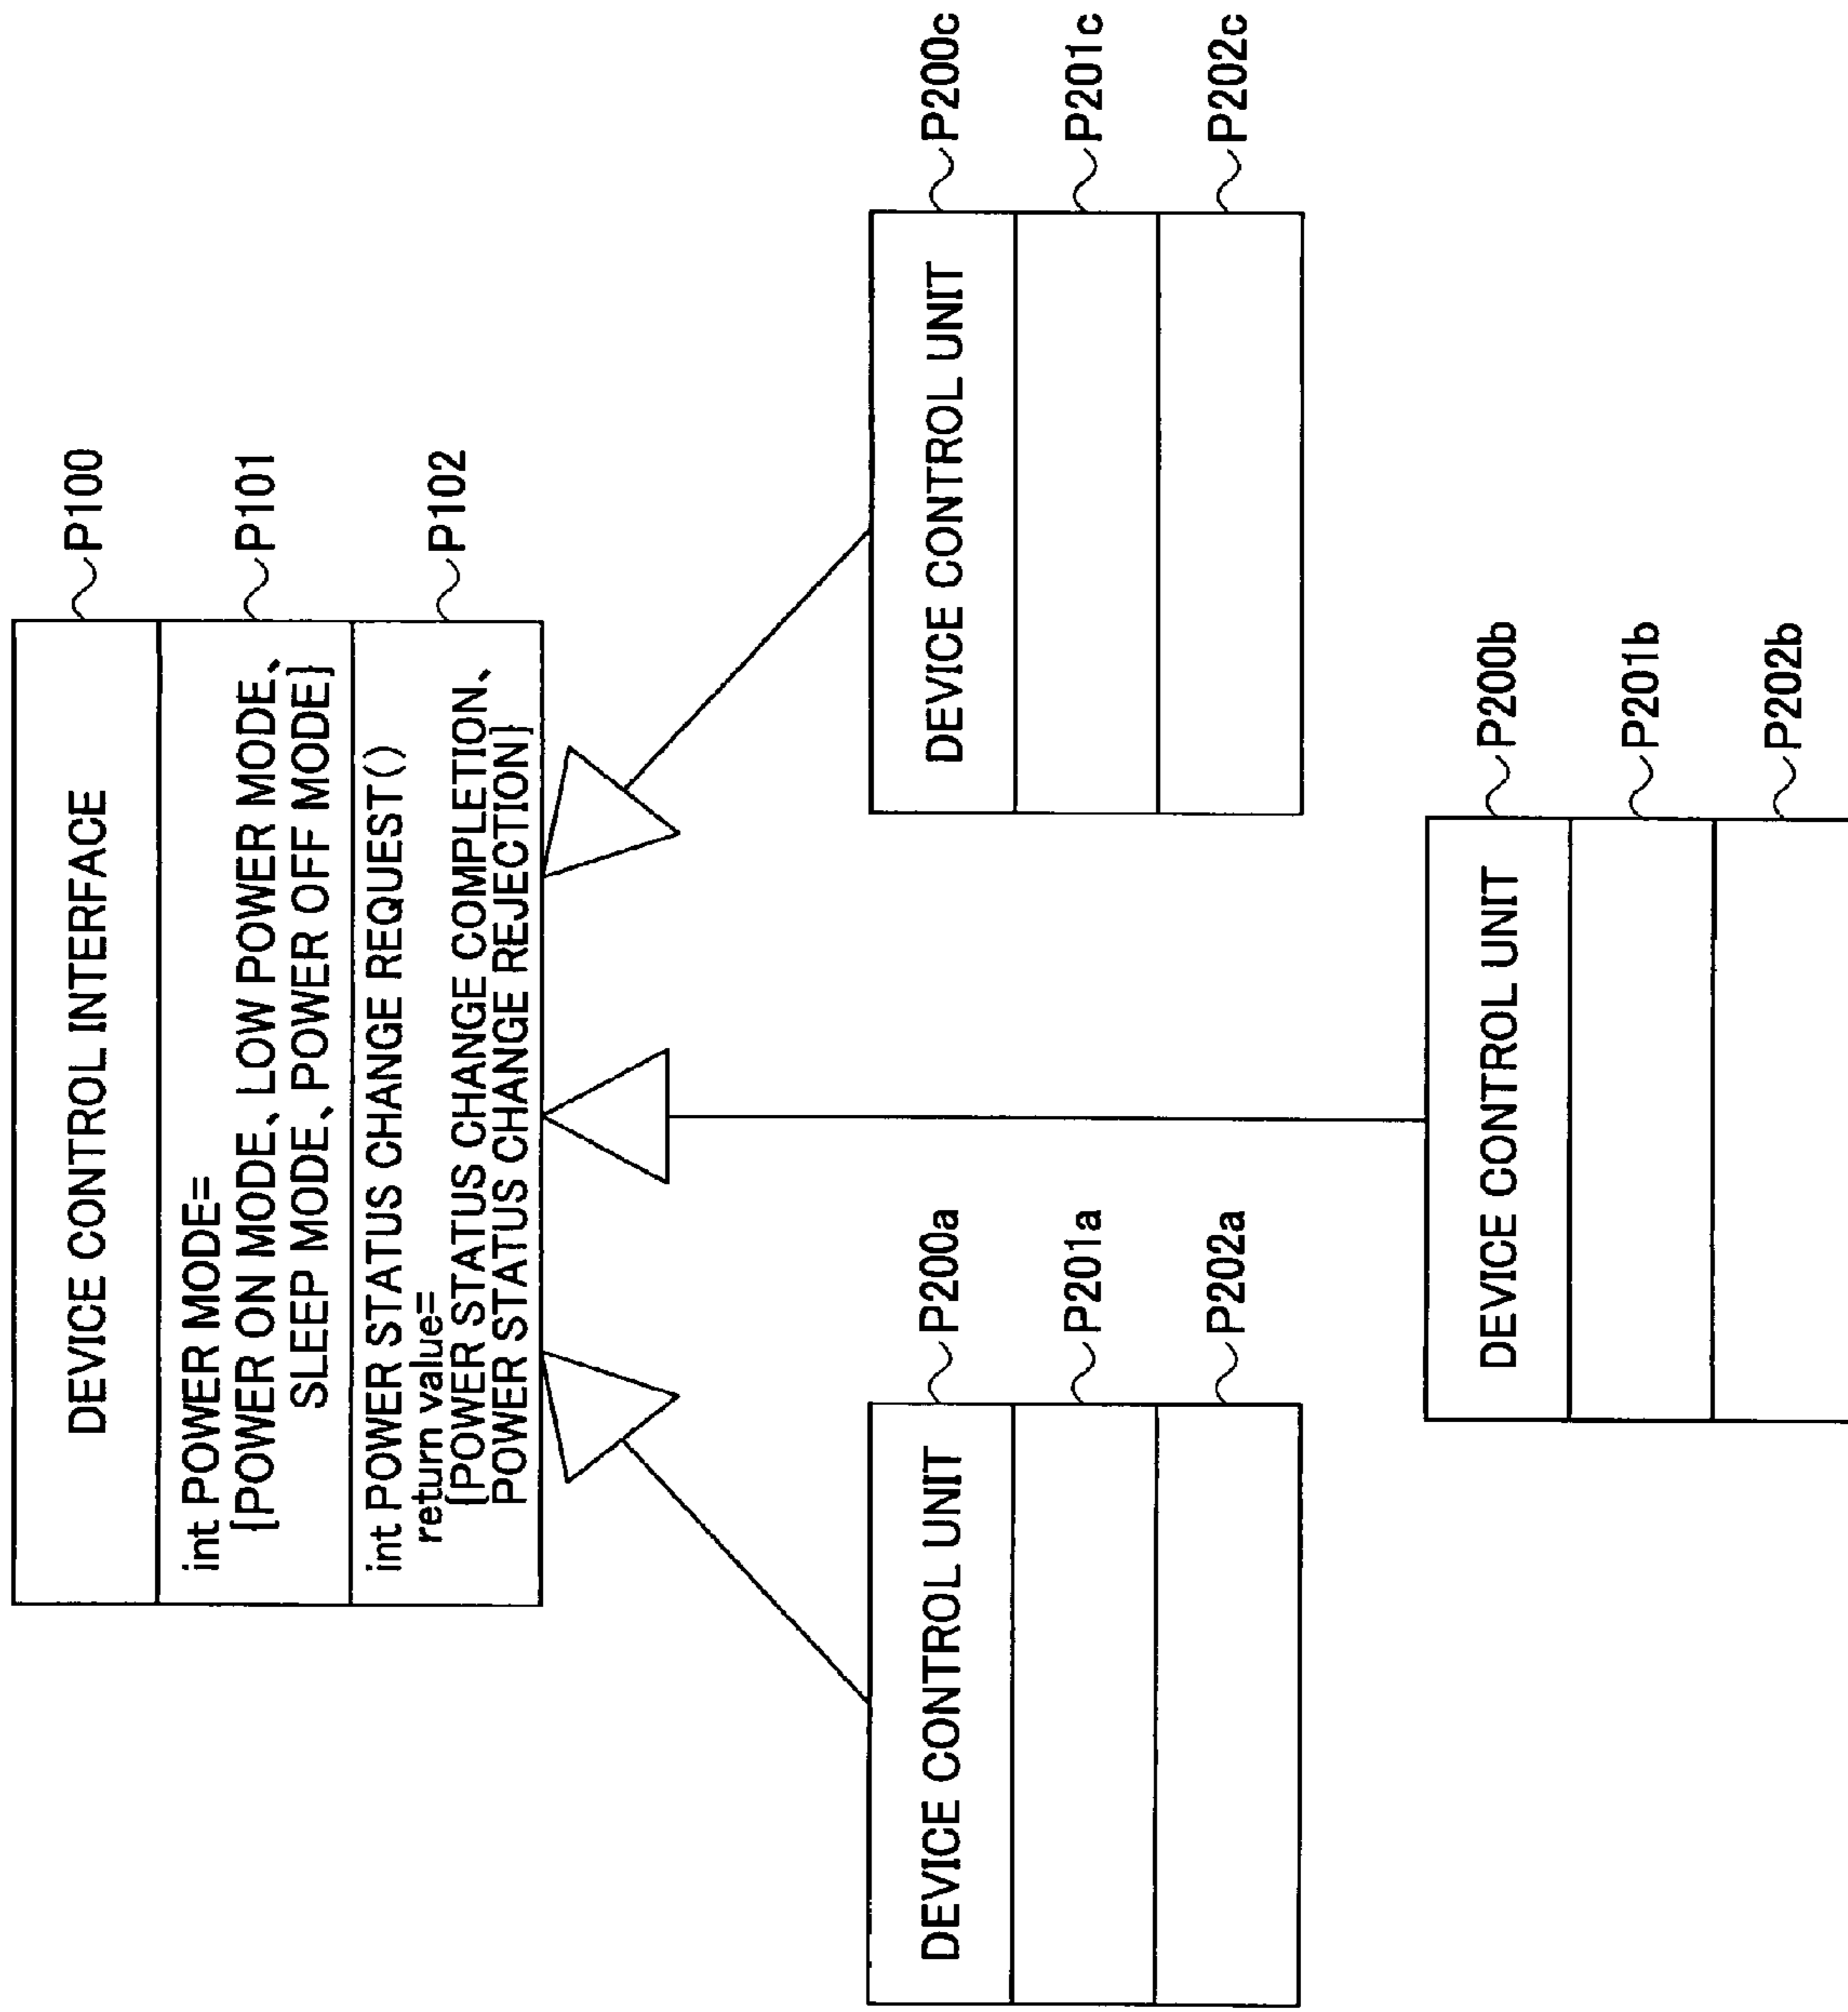 DEVICE CONTROL INTERFACE
P100
int POWER MODE=
{POWER ON MODE、LOW POWER MODE、
SLEEP MODE、POWER OFF MODE}
P101
int POWER STATUS CHANGE REQUEST()
return value=
{POWER STATUS CHANGE COMPLETION、
POWER STATUS CHANGE REJECTION}
P102
DEVICE CONTROL UNIT
P200a
P201a
P202a
DEVICE CONTROL UNIT
P200c
P201c
P202c
DEVICE CONTROL UNIT
P200b
P201b
P202b